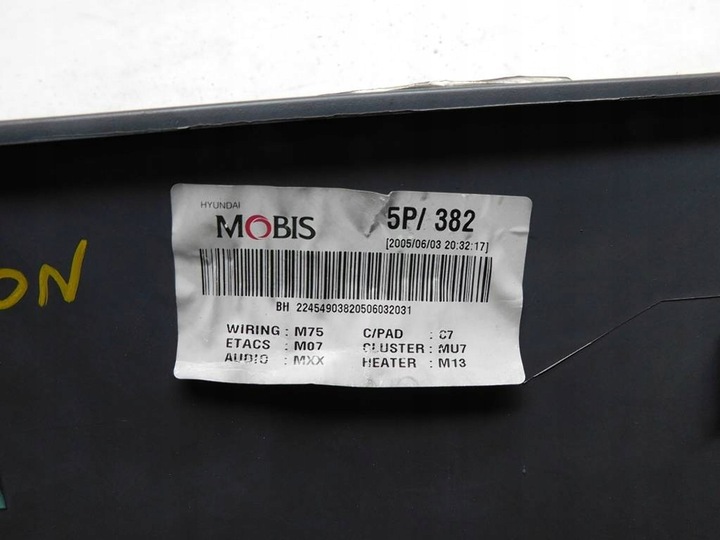 HYUNDAI
MOBIS
5P/ 382
[2005/06/03 20:32:17]
BH 22454903820506032031
WIRING : M75 C/PAD : C7
ETACS : M07 CLUSTER : MU7
AUDIO : MXX HEATER : M13
ON